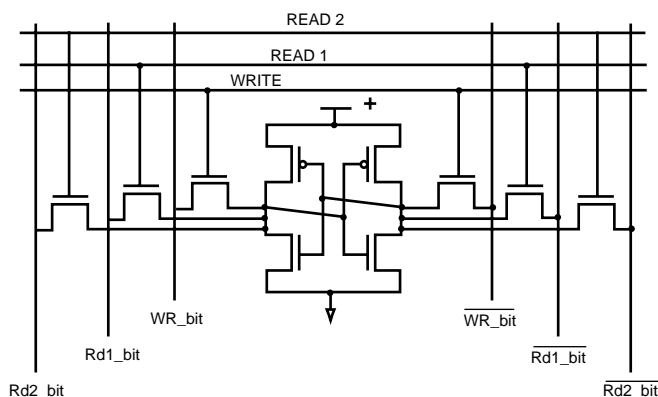 READ 2
READ 1
WRITE
+
WR_bit
WR_bit
Rd1_bit
Rd1_bit
Rd2_bit
Rd2_bit